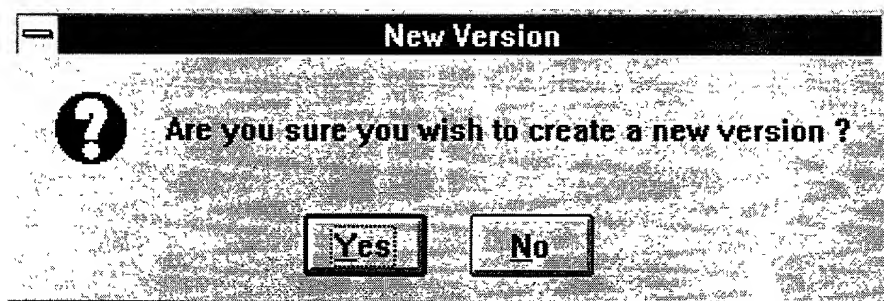 New Version
Are you sure you wish to create a new version ?
Yes
No